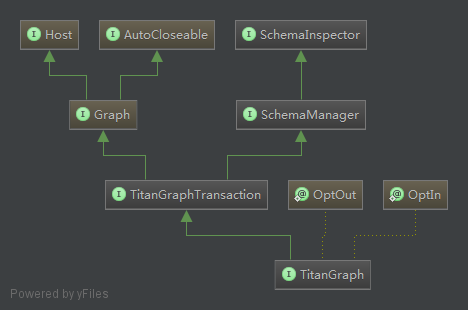 I Host
I AutoCloseable
I SchemaInspector
I Graph
I SchemaManager
I TitanGraphTransaction
@ OptOut
@ OptIn
I TitanGraph
Powered by yFiles